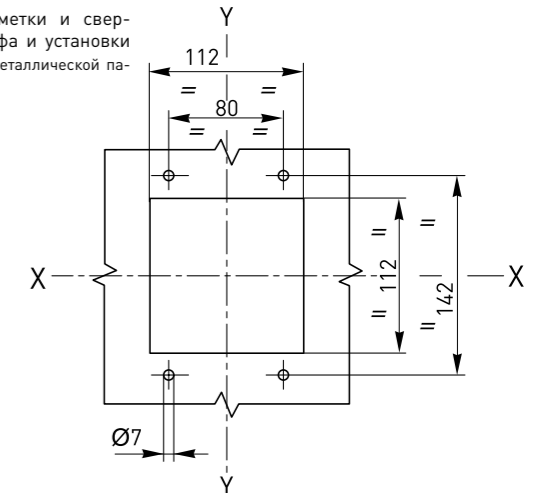 метки и свер-
фа и установки
еталлической па-
Y
112
= =
80
= =
X
112
= =
142
= =
X
Ø7
Y